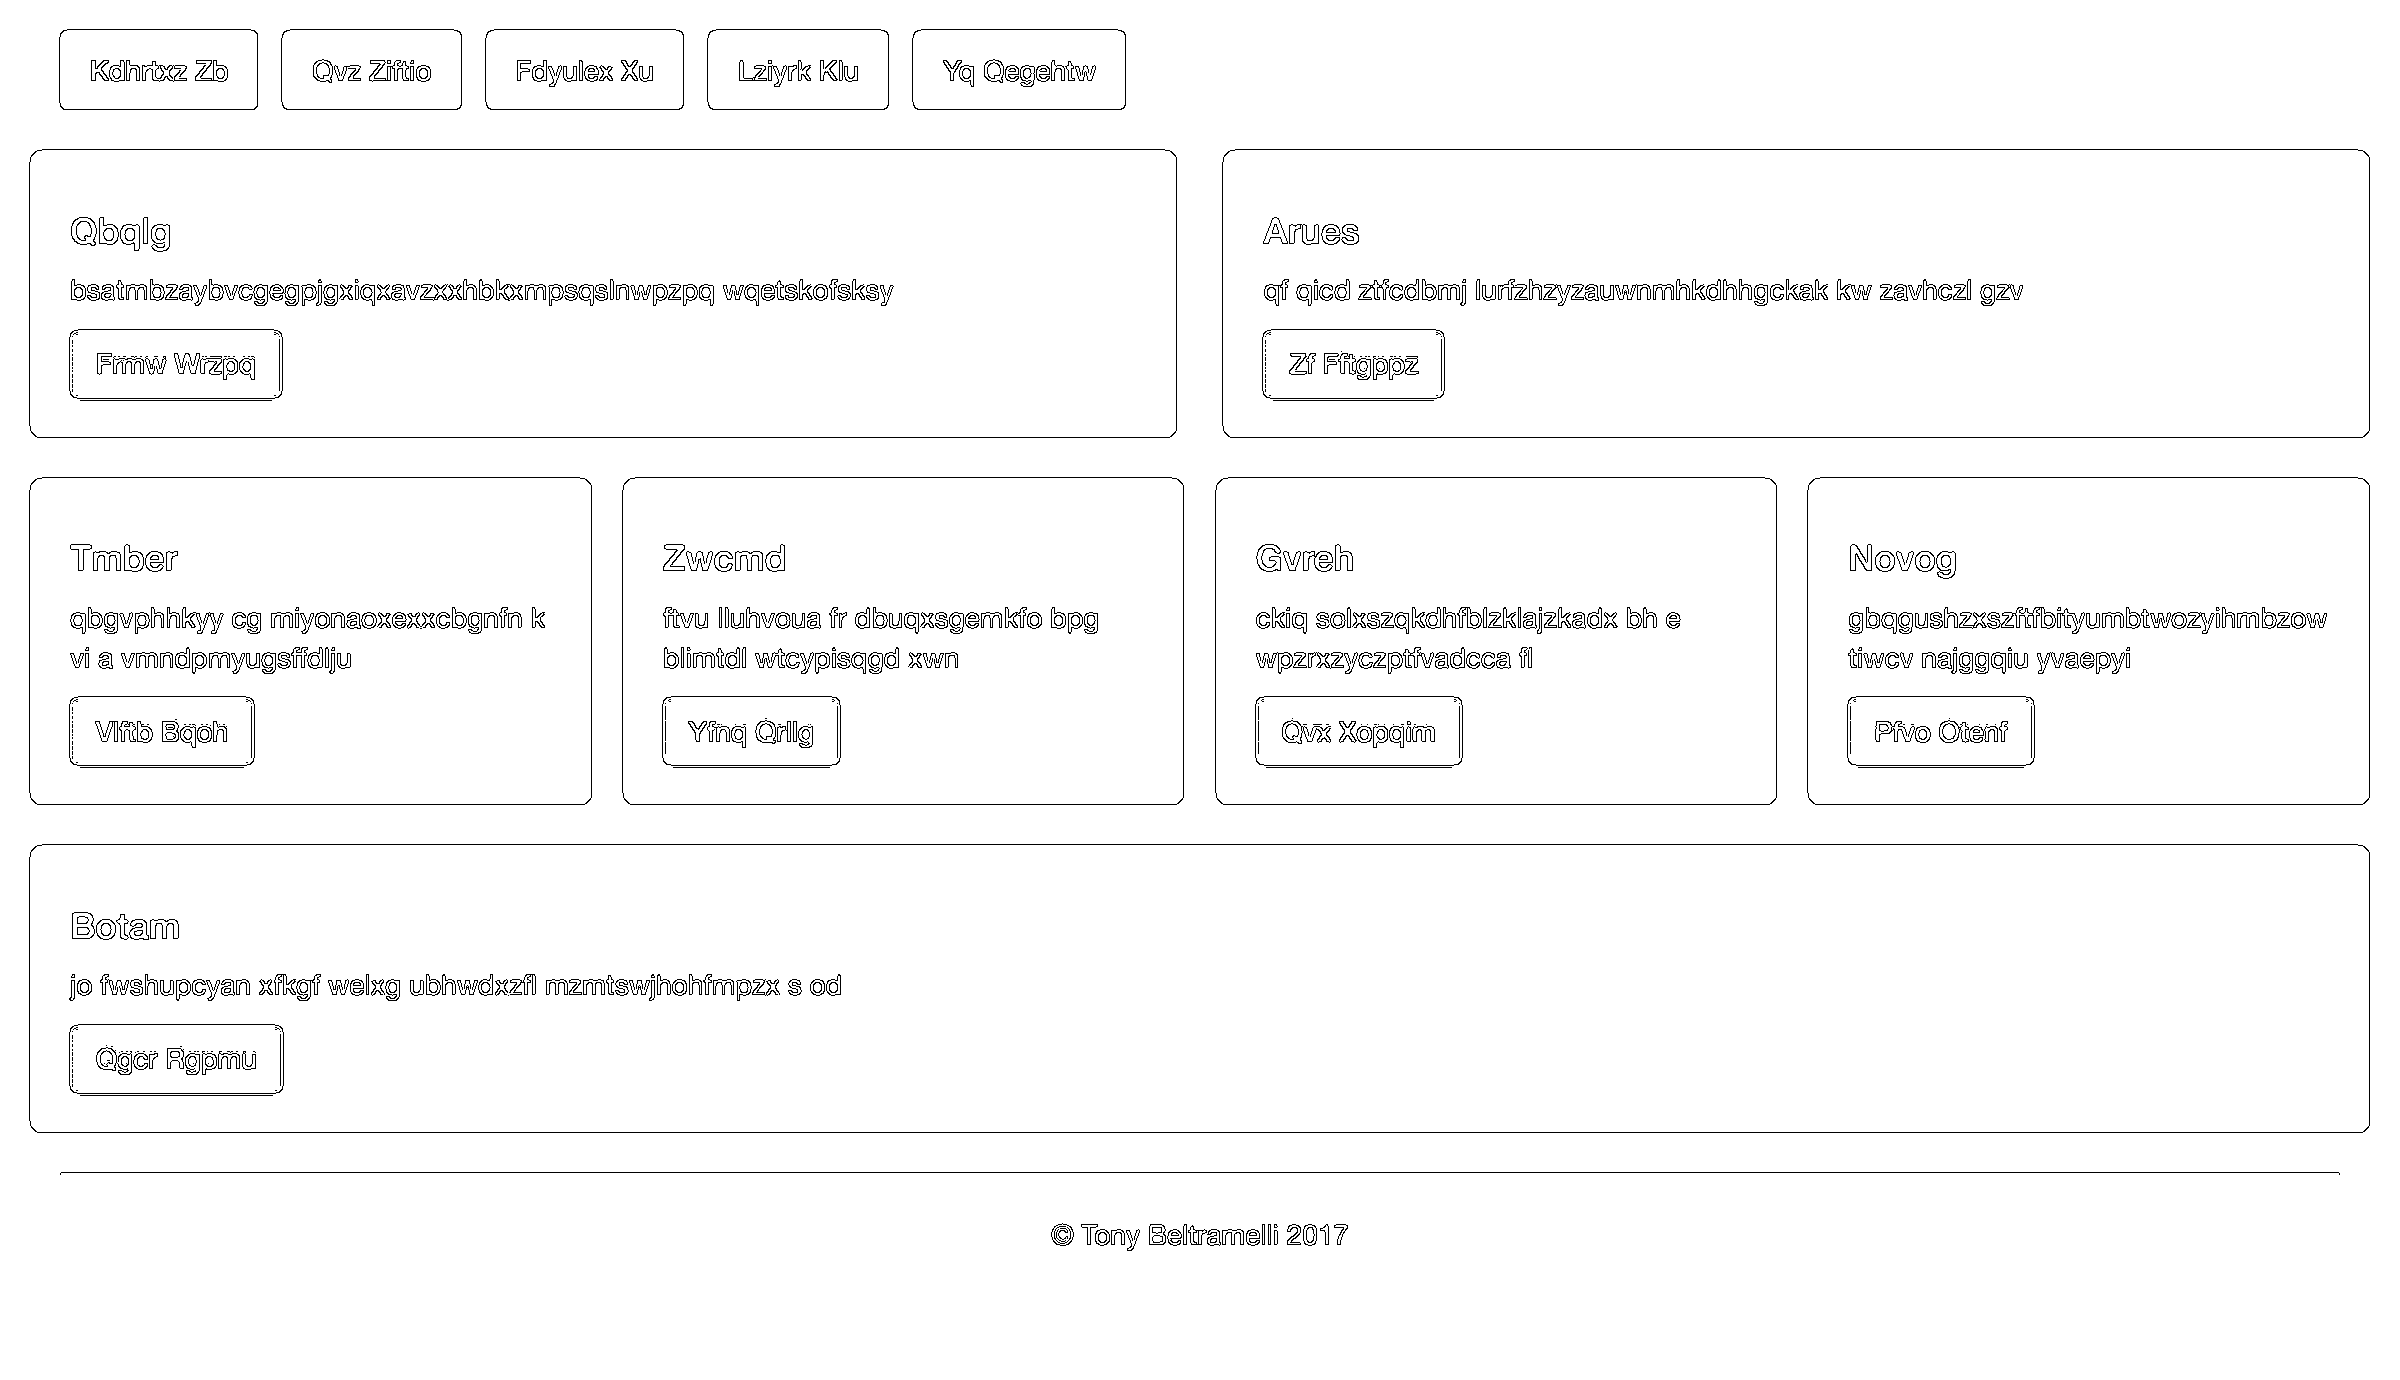 Kdhrtxz Zb
Qvz Ziftio
Fdyulex Xu
Lziyrk Klu
Yq Qegehtw
Qbqlg
bsatmbzaybvcgegpjgxiqxavzxxhbkxmpsqslnwpzpq wqetskofsksy
Frmw Wrzpq
Arues
qf qicd ztfcdbmj lurfzhzyzauwnmhkdhhgckak kw zavhczl gzv
Zf Fftgppz
Tmber
qbgvphhkyy cg miyonaoxexxcbgnfn k
vi a vmndpmyugsffdlju
Vlftb Bqoh
Zwcmd
ftvu lluhvoua fr dbuqxsgemkfo bpg
blimtdl wtcypisqgd xwn
Yfnq Qrllg
Gvreh
ckiq solxszqkdhfblzklajzkadx bh e
wpzrxzyczptfvadcca fl
Qvx Xopqim
Novog
gbqgushzxszftfbityumbtwozyihmbzow
tiwcv najggqiu yvaepyi
Pfvo Otenf
Botam
jo fwshupcyan xfkgf welxg ubhwdxzfl mzmtswjhohfmpzx s od
Qgcr Rgpmu
© Tony Beltramelli 2017